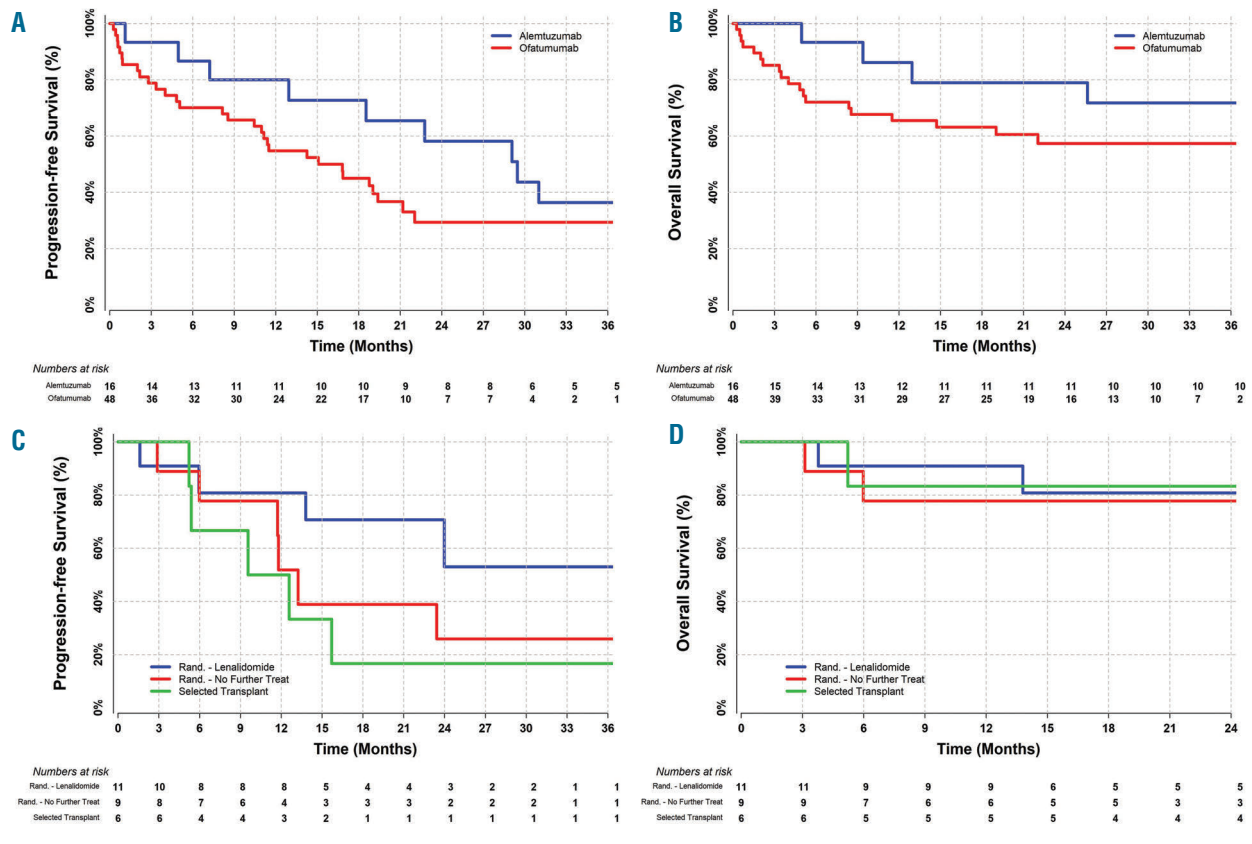 A
Progression-free Survival (%)
100%
80%
60%
40%
20%
0%
Alemtuzumab
Ofatumumab
0 3 6 9 12 15 18 21 24 27 30 33 36
Time (Months)
Numbers at risk
Alemtuzumab 16 14 13 11 11 10 10 9 8 8 6 5 5
Ofatumumab 48 36 32 30 24 22 17 10 7 7 4 2 1
B
Overall Survival (%)
100%
80%
60%
40%
20%
0%
Alemtuzumab
Ofatumumab
0 3 6 9 12 15 18 21 24 27 30 33 36
Time (Months)
Numbers at risk
Alemtuzumab 16 15 14 13 12 11 11 11 11 10 10 10 10
Ofatumumab 48 39 33 31 29 27 25 19 16 13 10 7 2
C
Progression-free Survival (%)
100%
80%
60%
40%
20%
0%
Rand. - Lenalidomide
Rand. - No Further Treat
Selected Transplant
0 3 6 9 12 15 18 21 24 27 30 33 36
Time (Months)
Numbers at risk
Rand. - Lenalidomide 11 10 8 8 8 5 4 4 3 2 2 1 1
Rand. - No Further Treat 9 8 7 6 4 3 3 3 2 2 2 1 1
Selected Transplant 6 6 4 4 3 2 1 1 1 1 1 1 1
D
Overall Survival (%)
100%
80%
60%
40%
20%
0%
Rand. - Lenalidomide
Rand. - No Further Treat
Selected Transplant
0 3 6 9 12 15 18 21 24
Time (Months)
Numbers at risk
Rand. - Lenalidomide 11 11 9 9 9 6 5 5 5
Rand. - No Further Treat 9 9 7 6 6 5 5 3 3
Selected Transplant 6 6 5 5 5 5 4 4 4